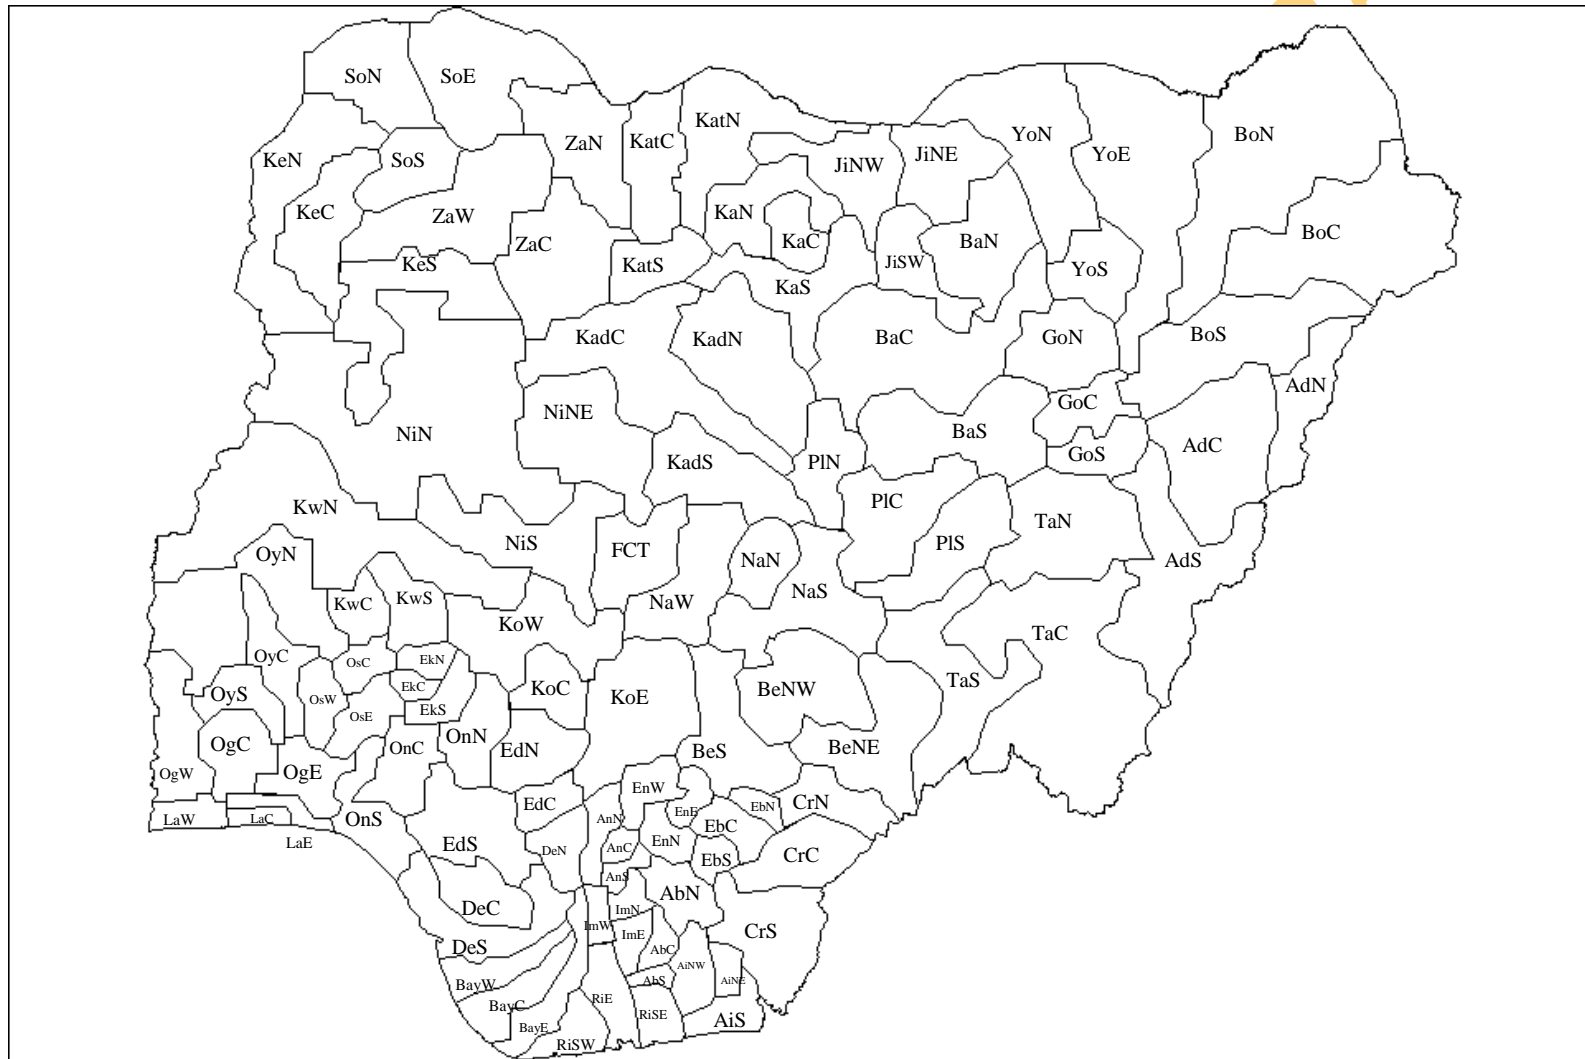 SoN
SoE
KatN
ZaN
KatC
YoN
BoN
KeN
SoS
JiNW
JiNE
YoE
KeC
ZaW
KaN
ZaC
KaC
BaN
BoC
KeS
KatS
JiSW
YoS
KaS
KadC
KadN
BaC
GoN
BoS
AdN
NiNE
GoC
NiN
BaS
AdC
KadS
PlN
GoS
KwN
PlC
TaN
NiS
FCT
PlS
OyN
NaN
AdS
KwC
KwS
NaW
NaS
KoW
TaC
OyC
OsC
EkN
TaS
OyS
EkC
KoC
KoE
BeNW
OsW
OsE
EkS
OgC
OnC
OnN
EdN
BeS
BeNE
OgW
OgE
EnW
EdC
EnE
EbN
CrN
LaW
LaC
OnS
AnN
EbC
LaE
EdS
DeN
AnC
EnN
EbS
CrC
AnS
AbN
DeC
ImN
ImW
ImE
CrS
DeS
AbC
AiNW
BayW
AbS
AiNE
BayC
RiE
BayE
RiSE
AiS
RiSW